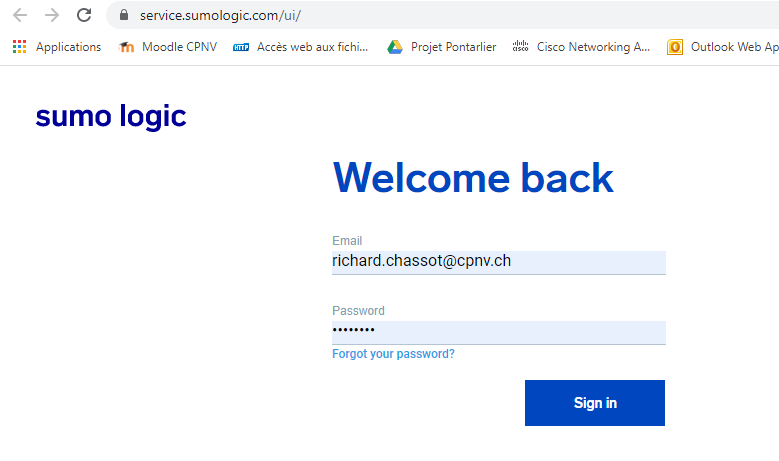 service.sumologic.com/ui/
Applications Moodle CPNV Accès web aux fichi... Projet Pontarlier Cisco Networking A... Outlook Web Ap
sumo logic
Welcome back
Email
richard.chassot@cpnv.ch
Password
••••••••
Forgot your password?
Sign in